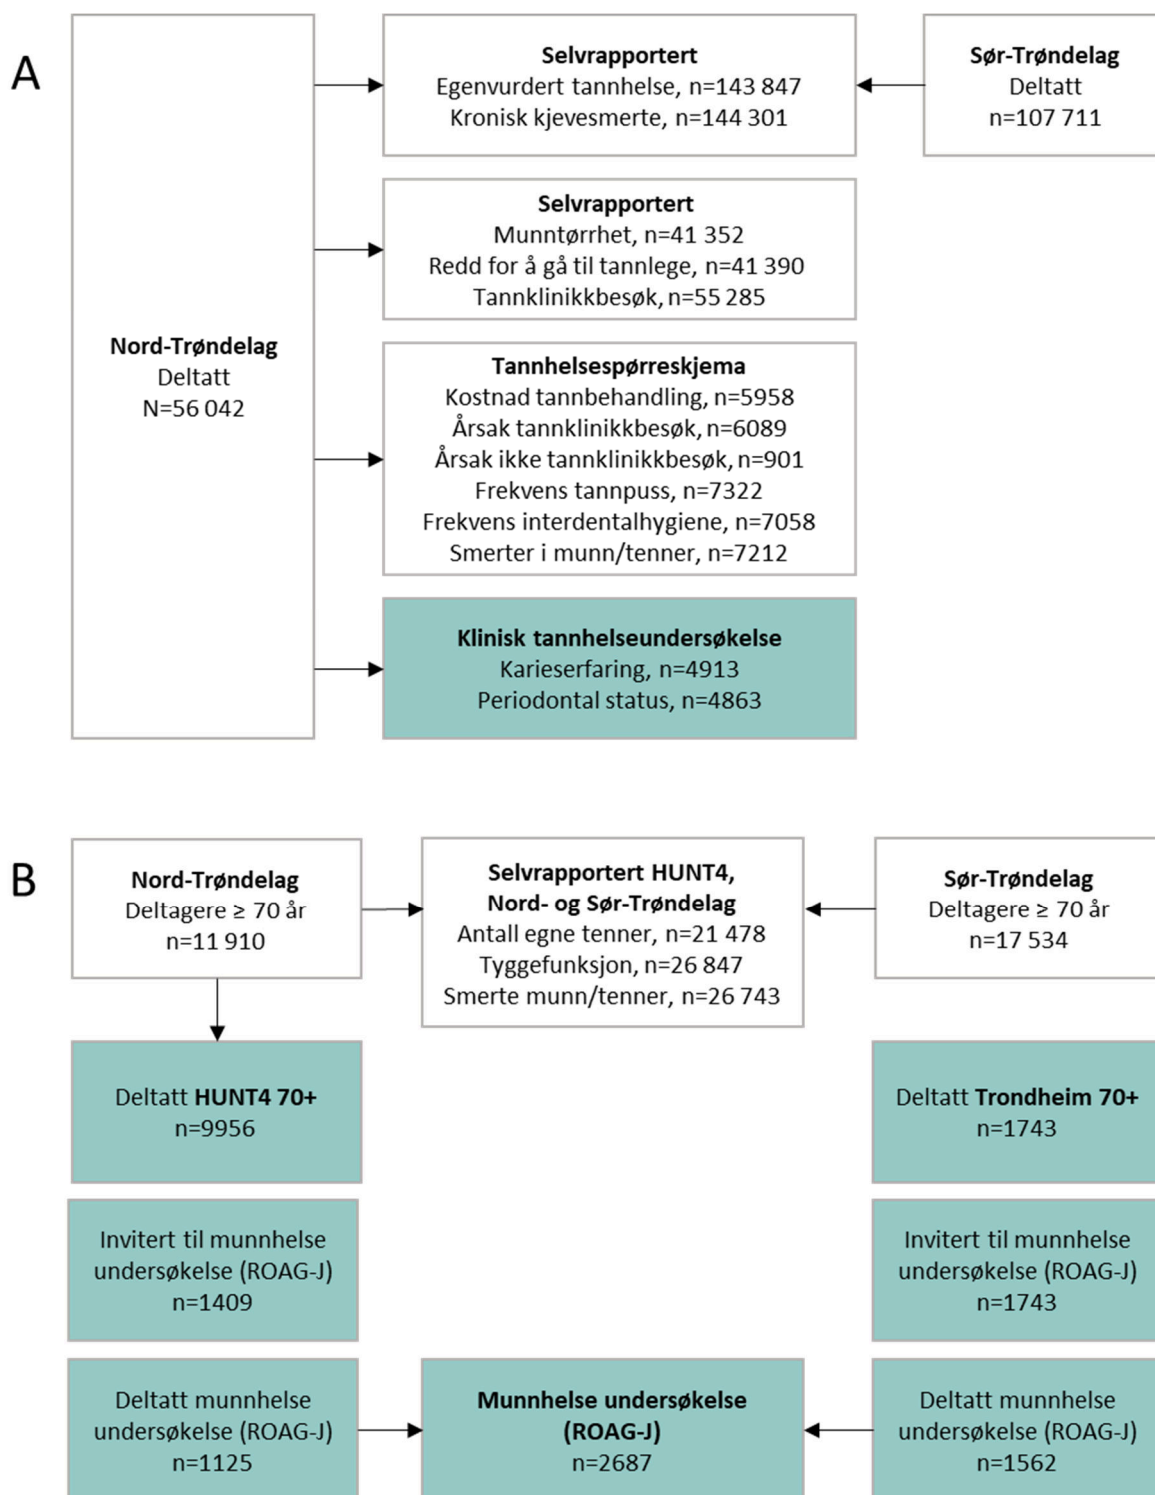 A
Selvrapportert
Egenvurdert tannhelse, n=143 847
Kronisk kjevesmerte, n=144 301
Sør-Trøndelag
Deltatt
n=107 711
Selvrapportert
Munntørrhet, n=41 352
Redd for å gå til tannlege, n=41 390
Tannklinikkbesøk, n=55 285
Nord-Trøndelag
Deltatt
N=56 042
Tannhelsespørreskjema
Kostnad tannbehandling, n=5958
Årsak tannklinikkbesøk, n=6089
Årsak ikke tannklinikkbesøk, n=901
Frekvens tannpuss, n=7322
Frekvens interdentalhygiene, n=7058
Smerter i munn/tenner, n=7212
Klinisk tannhelseundersøkelse
Karieserfaring, n=4913
Periodontal status, n=4863
B
Nord-Trøndelag
Deltagere ≥ 70 år
n=11 910
Selvrapportert HUNT4,
Nord- og Sør-Trøndelag
Antall egne tenner, n=21 478
Tyggefunksjon, n=26 847
Smerte munn/tenner, n=26 743
Sør-Trøndelag
Deltagere ≥ 70 år
n=17 534
Deltatt HUNT4 70+
n=9956
Deltatt Trondheim 70+
n=1743
Invitert til munnhelse
undersøkelse (ROAG-J)
n=1409
Invitert til munnhelse
undersøkelse (ROAG-J)
n=1743
Deltatt munnhelse
undersøkelse (ROAG-J)
n=1125
Munnhelse undersøkelse
(ROAG-J)
n=2687
Deltatt munnhelse
undersøkelse (ROAG-J)
n=1562